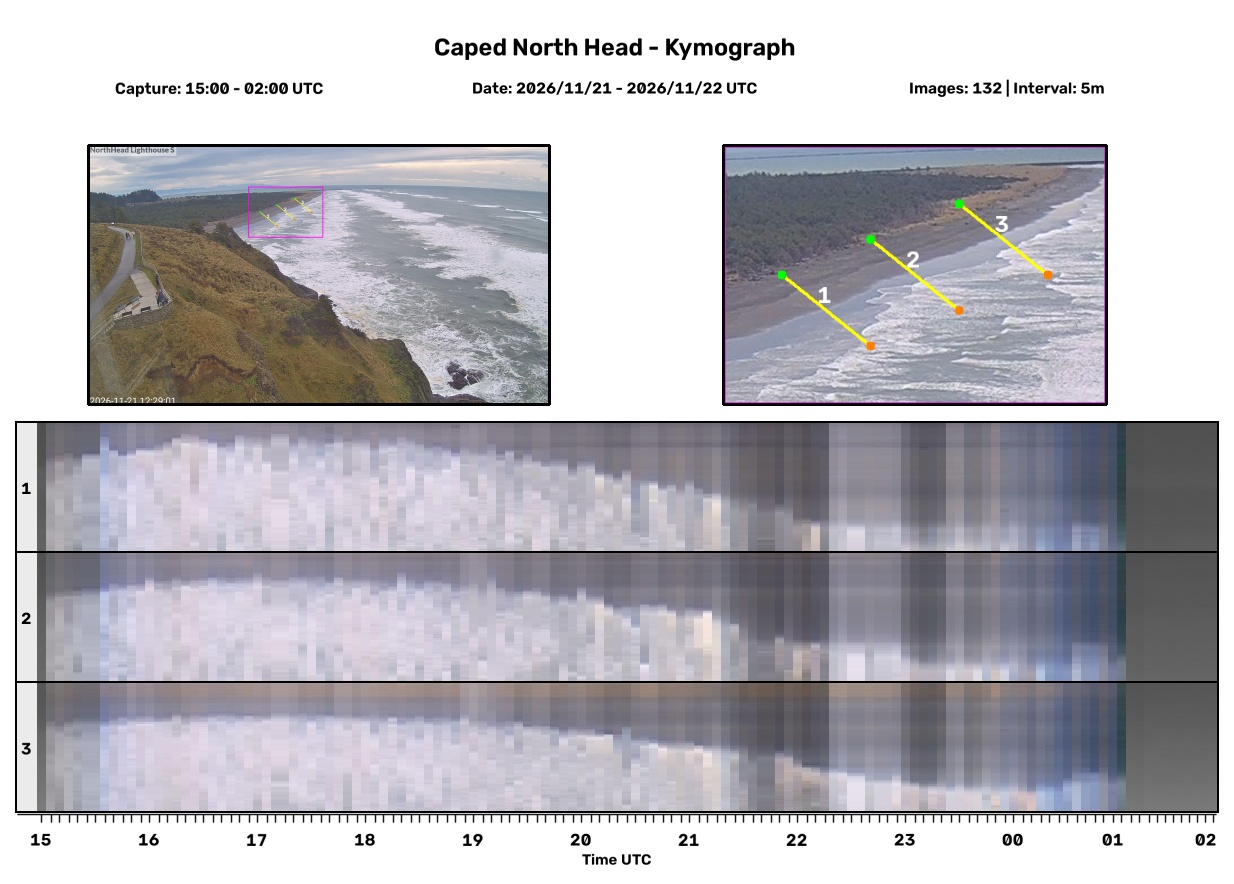 Caped North Head - Kymograph
Capture: 15:00 - 02:00 UTC
Date: 2026/11/21 - 2026/11/22 UTC
Images: 132 | Interval: 5m
NorthHead Lighthouse S
2026-11-21 12:29:01
1
2
3
1
2
3
15 16 17 18 19 20 21 22 23 00 01 02
Time UTC